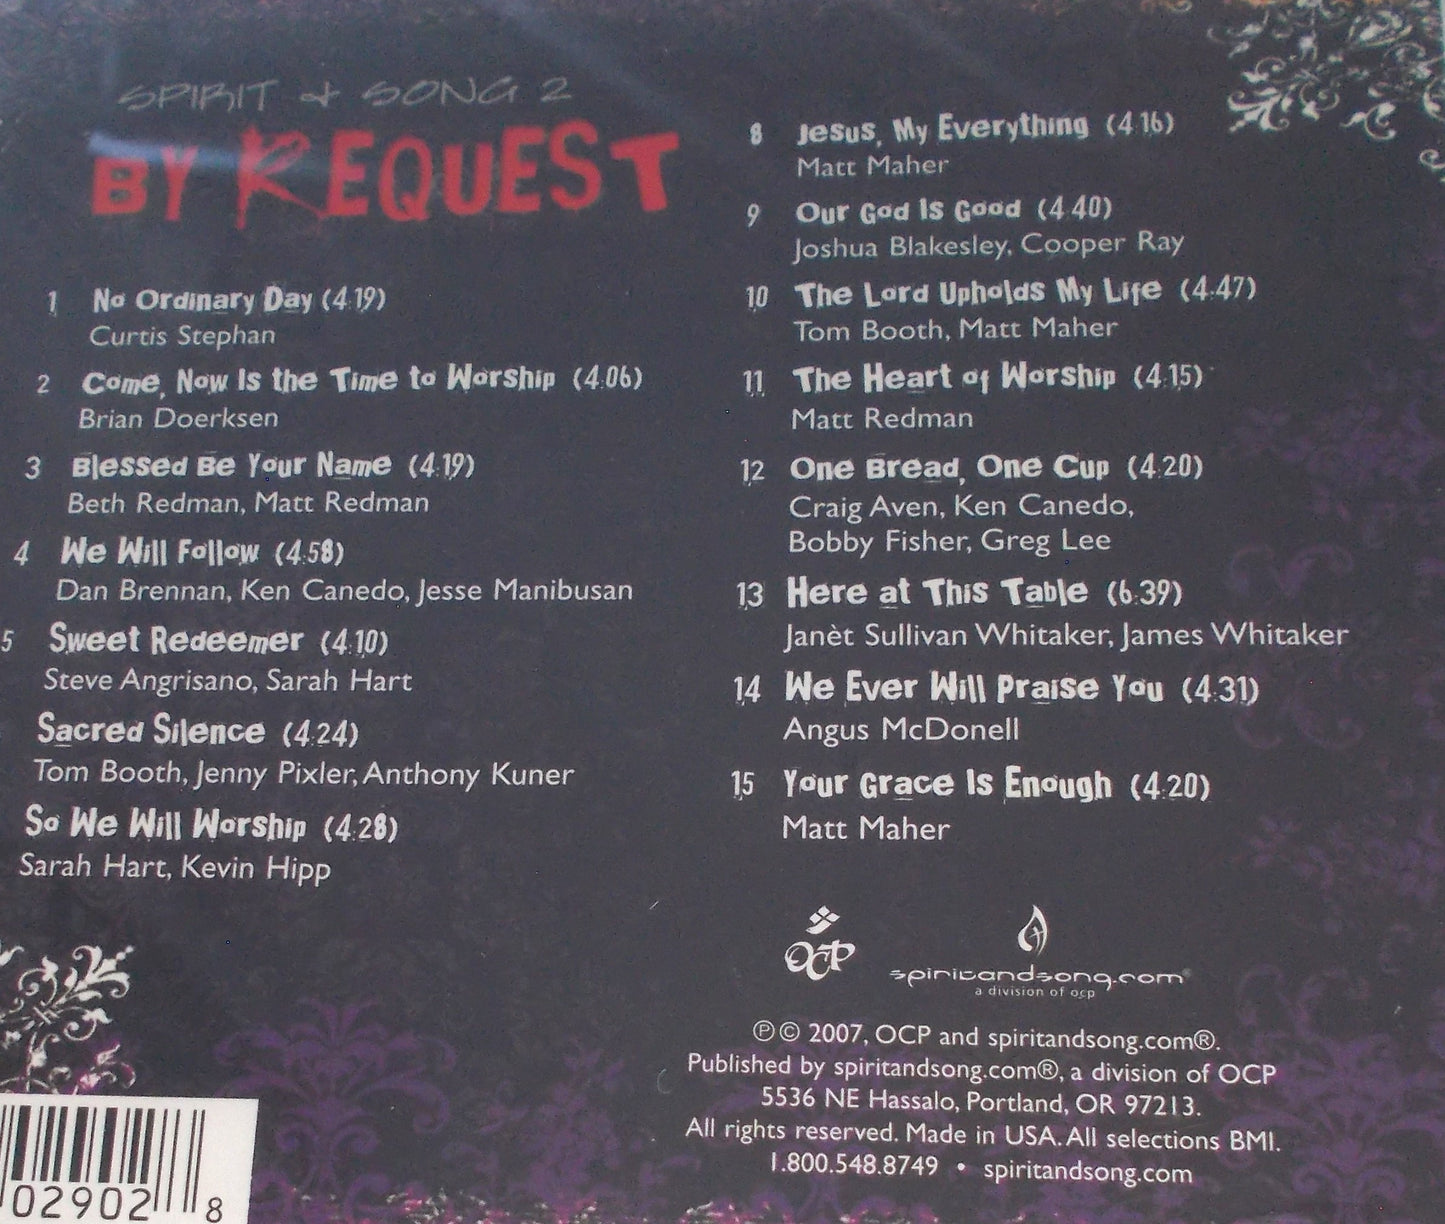 SPIRIT & SONG 2
BY REQUEST
1 No Ordinary Day (4:19)
Curtis Stephan
2 Come, Now Is the Time to Worship (4:06)
Brian Doerksen
3 Blessed Be Your Name (4:19)
Beth Redman, Matt Redman
4 We Will Follow (4:58)
Dan Brennan, Ken Canedo, Jesse Manibusan
5 Sweet Redeemer (4:10)
Steve Angrisano, Sarah Hart
Sacred Silence (4:24)
Tom Booth, Jenny Pixler, Anthony Kuner
So We Will Worship (4:28)
Sarah Hart, Kevin Hipp
8 Jesus, My Everything (4:16)
Matt Maher
9 Our God Is Good (4:40)
Joshua Blakesley, Cooper Ray
10 The Lord Upholds My Life (4:47)
Tom Booth, Matt Maher
11 The Heart of Worship (4:15)
Matt Redman
12 One Bread, One Cup (4:20)
Craig Aven, Ken Canedo,
Bobby Fisher, Greg Lee
13 Here at This Table (6:39)
Janèt Sullivan Whitaker, James Whitaker
14 We Ever Will Praise You (4:31)
Angus McDonell
15 Your Grace Is Enough (4:20)
Matt Maher
OCP
spiritandsong.com®
a division of ocp
℗© 2007, OCP and spiritandsong.com®.
Published by spiritandsong.com®, a division of OCP
5536 NE Hassalo, Portland, OR 97213.
All rights reserved. Made in USA. All selections BMI.
1.800.548.8749 • spiritandsong.com
02902 8